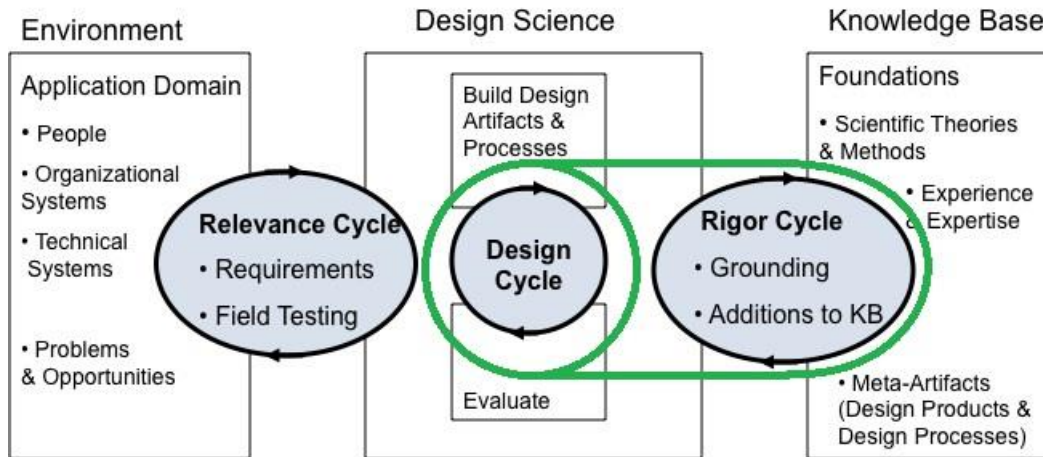 Environment
Design Science
Knowledge Base
Application Domain
• People
• Organizational
Systems
• Technical
Systems
• Problems
& Opportunities
Relevance Cycle
• Requirements
• Field Testing
Build Design
Artifacts &
Processes
Design
Cycle
Evaluate
Rigor Cycle
• Grounding
• Additions to KB
Foundations
• Scientific Theories
& Methods
• Experience
& Expertise
• Meta-Artifacts
(Design Products &
Design Processes)